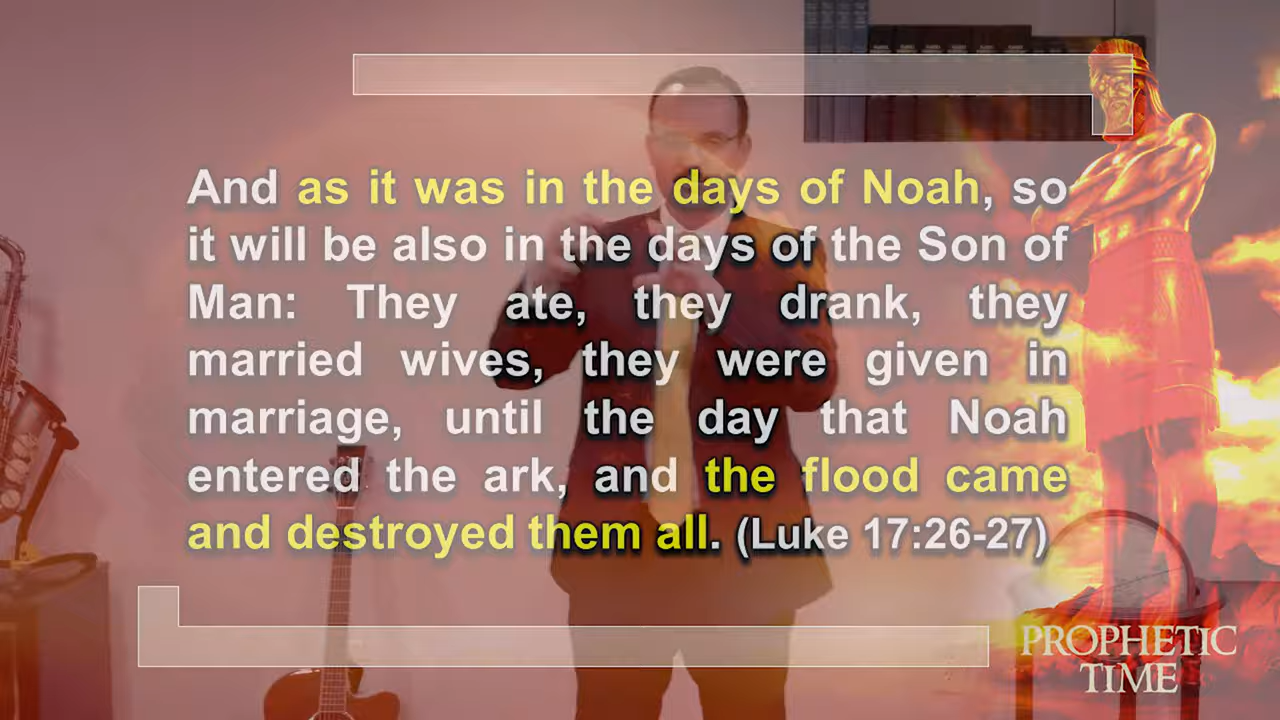 And as it was in the days of Noah, so
it will be also in the days of the Son of
Man: They ate, they drank, they
married wives, they were given in
marriage, until the day that Noah
entered the ark, and the flood came
and destroyed them all. (Luke 17:26-27)
PROPHETIC
TIME